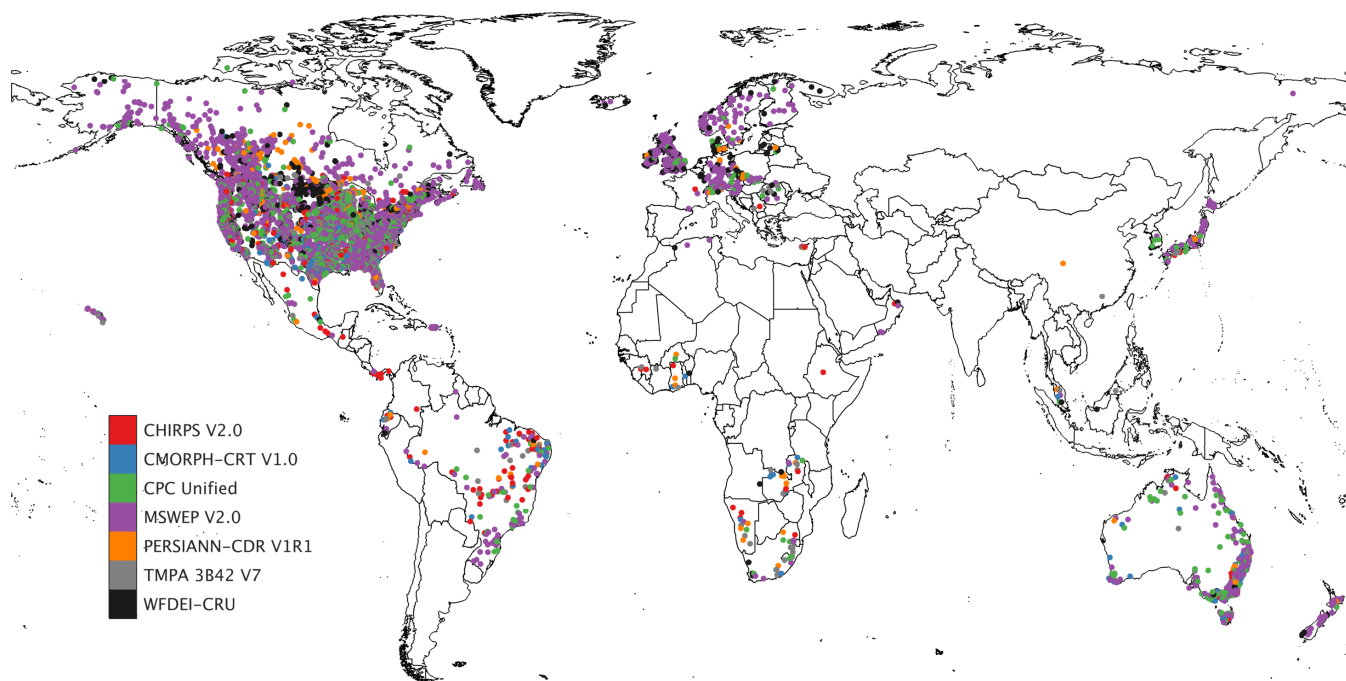 CHIRPS V2.0
CMORPH−CRT V1.0
CPC Unified
MSWEP V2.0
PERSIANN−CDR V1R1
TMPA 3B42 V7
WFDEI−CRU